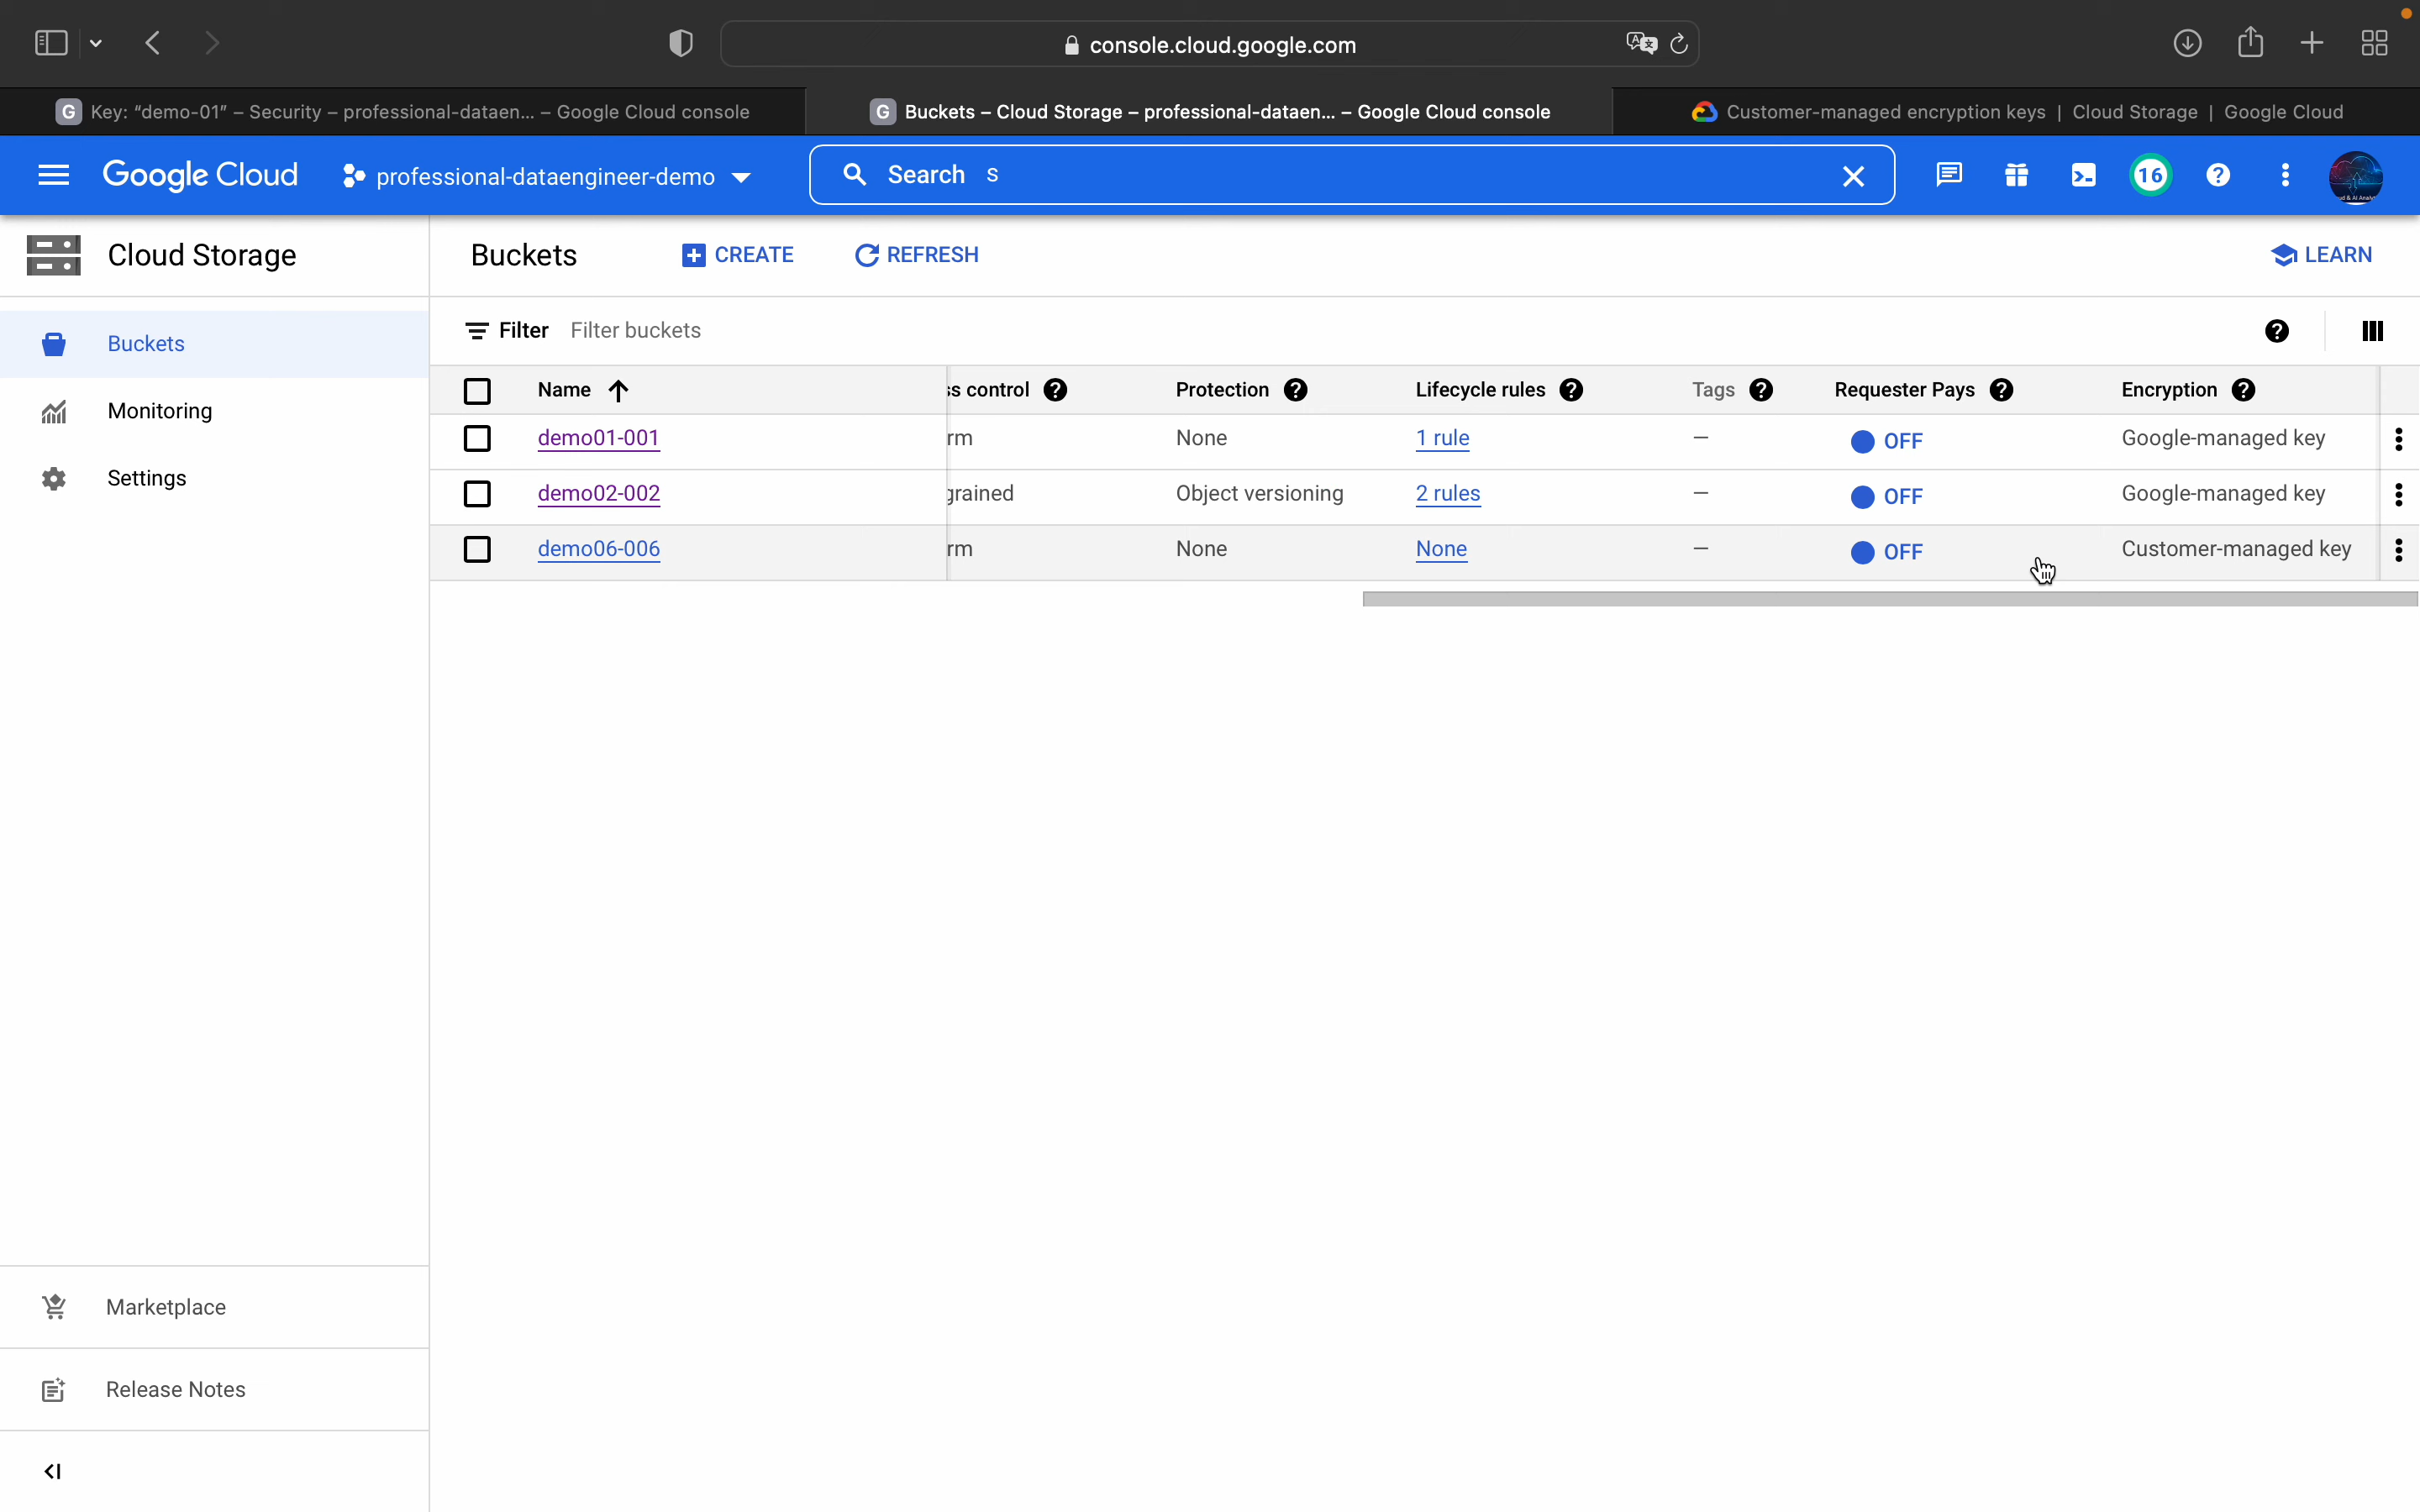 console.cloud.google.com
G Key: “demo-01” – Security – professional-dataen... – Google Cloud console
G Buckets – Cloud Storage – professional-dataen... – Google Cloud console
Customer-managed encryption keys | Cloud Storage | Google Cloud
Google Cloud professional-dataengineer-demo Search s 16
Cloud Storage Buckets CREATE REFRESH LEARN
Buckets
Monitoring
Settings
Filter Filter buckets
Name ss control Protection Lifecycle rules Tags Requester Pays Encryption
demo01-001 rm None 1 rule – OFF Google-managed key
demo02-002 grained Object versioning 2 rules – OFF Google-managed key
demo06-006 rm None None – OFF Customer-managed key
Marketplace
Release Notes